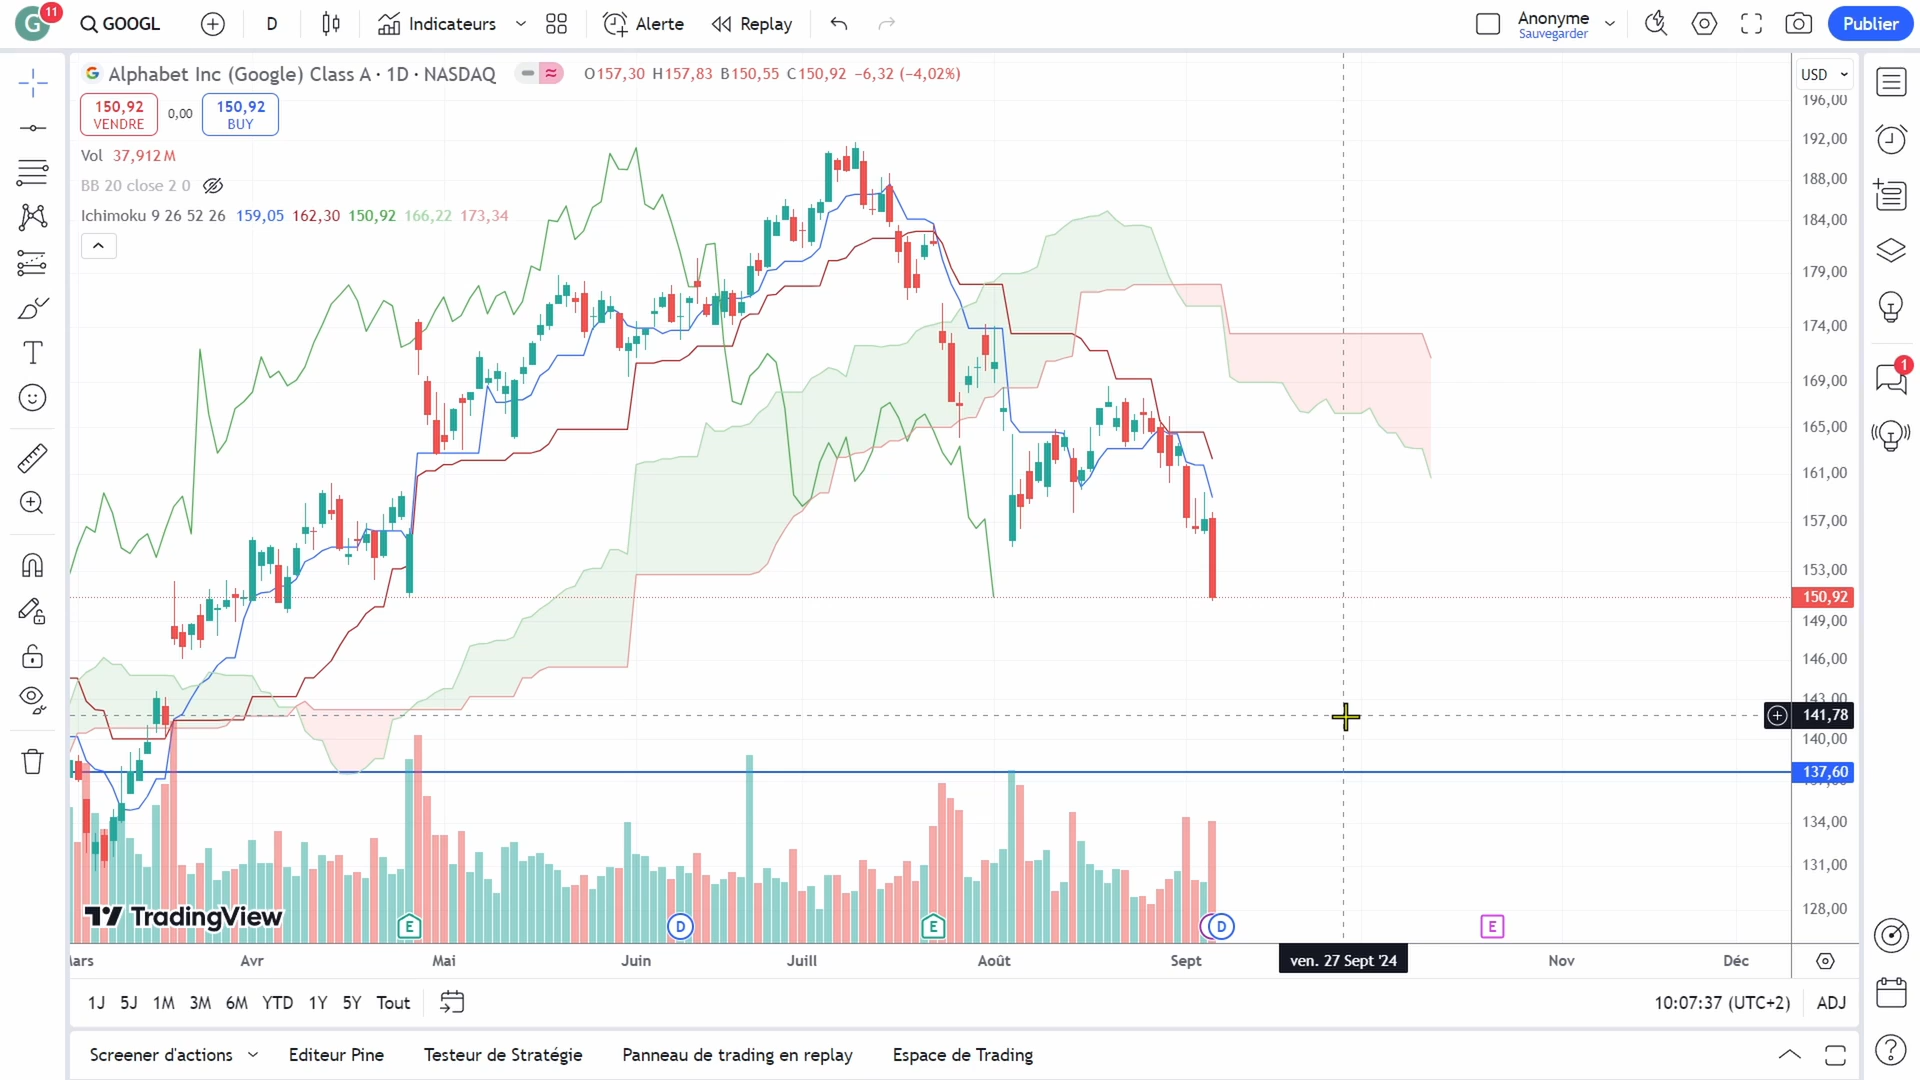 G 11 GOOGL D Indicateurs Alerte Replay Anonyme Sauvegarder Publier
Alphabet Inc (Google) Class A · 1D · NASDAQ O157,30 H157,83 B150,55 C150,92 −6,32 (−4,02%)
USD
150,92 VENDRE
0,00
150,92 BUY
Vol 37,912 M
BB 20 close 2 0
Ichimoku 9 26 52 26 159,05 162,30 150,92 166,22 173,34
196,00
192,00
188,00
184,00
179,00
174,00
169,00
165,00
161,00
157,00
153,00
150,92
149,00
146,00
143,00
141,78
140,00
137,60
134,00
131,00
128,00
1
T
TradingView
E D E D E
Avr Mai Juin Juill Août Sept ven. 27 Sept '24 Nov Déc
1J 5J 1M 3M 6M YTD 1Y 5Y Tout 10:07:37 (UTC+2) ADJ
Screener d'actions Editeur Pine Testeur de Stratégie Panneau de trading en replay Espace de Trading